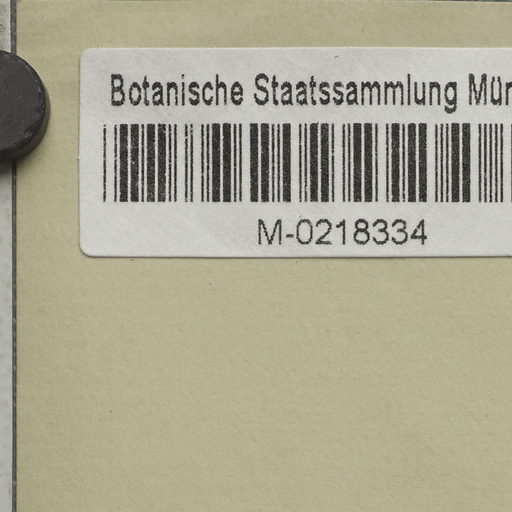 Botanische Staatssammlung Mün
M-0218334